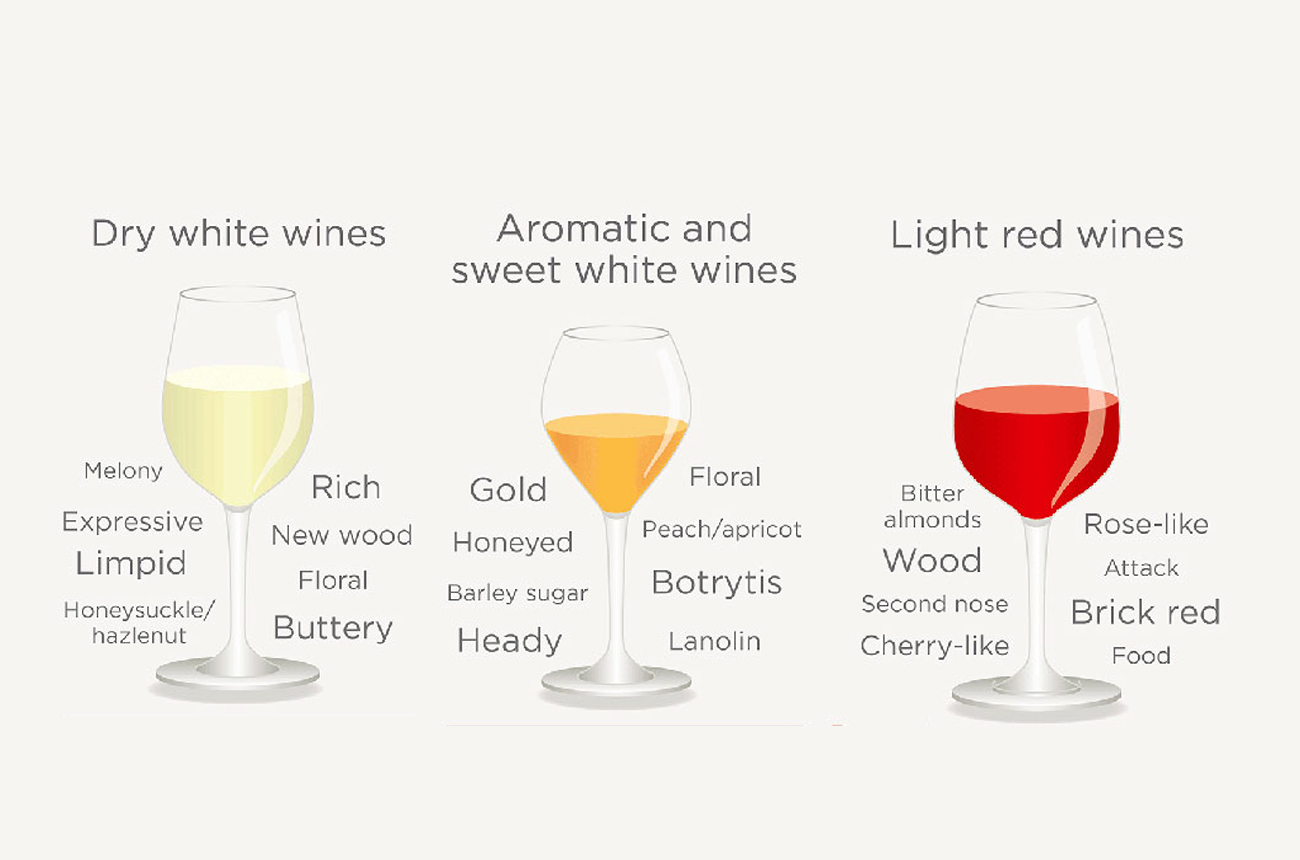 Dry white wines
Melony
Expressive
Limpid
Honeysuckle/
hazlenut
Rich
New wood
Floral
Buttery
Aromatic and
sweet white wines
Gold
Honeyed
Barley sugar
Heady
Floral
Peach/apricot
Botrytis
Lanolin
Light red wines
Bitter
almonds
Wood
Second nose
Cherry-like
Rose-like
Attack
Brick red
Food